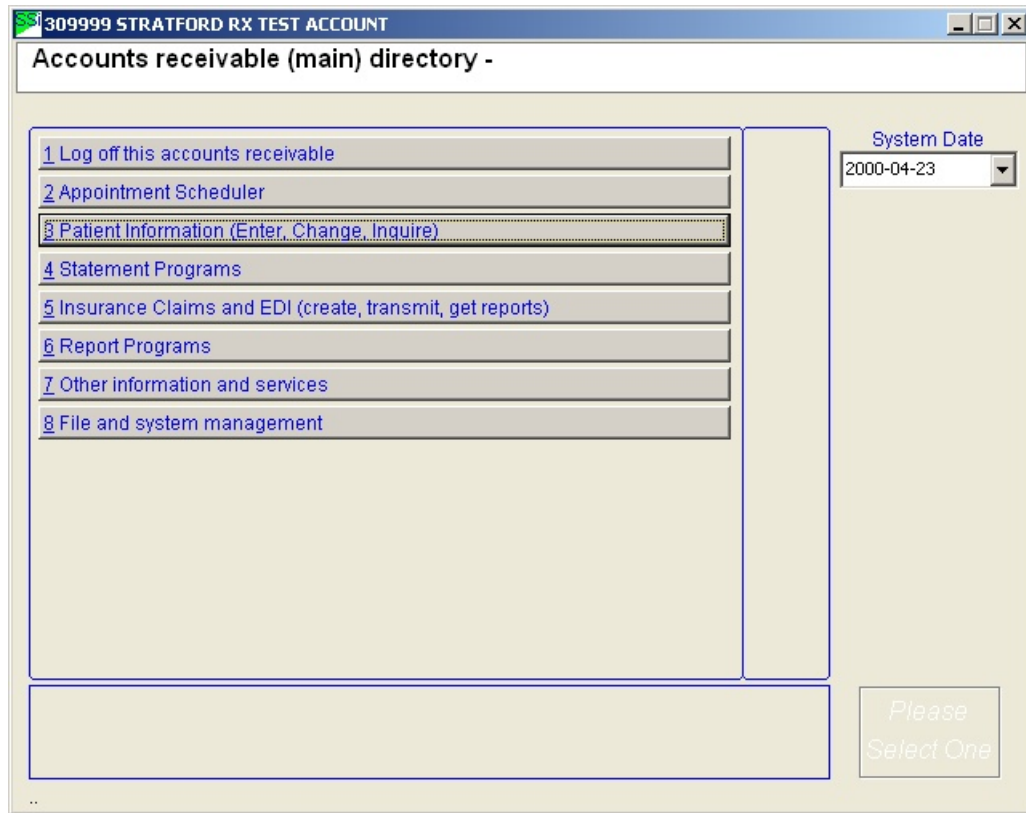 SSI 309999 STRATFORD RX TEST ACCOUNT
Accounts receivable (main) directory -
System Date
2000-04-23
1 Log off this accounts receivable
2 Appointment Scheduler
3 Patient Information (Enter, Change, Inquire)
4 Statement Programs
5 Insurance Claims and EDI (create, transmit, get reports)
6 Report Programs
7 Other information and services
8 File and system management
Please
Select One
..